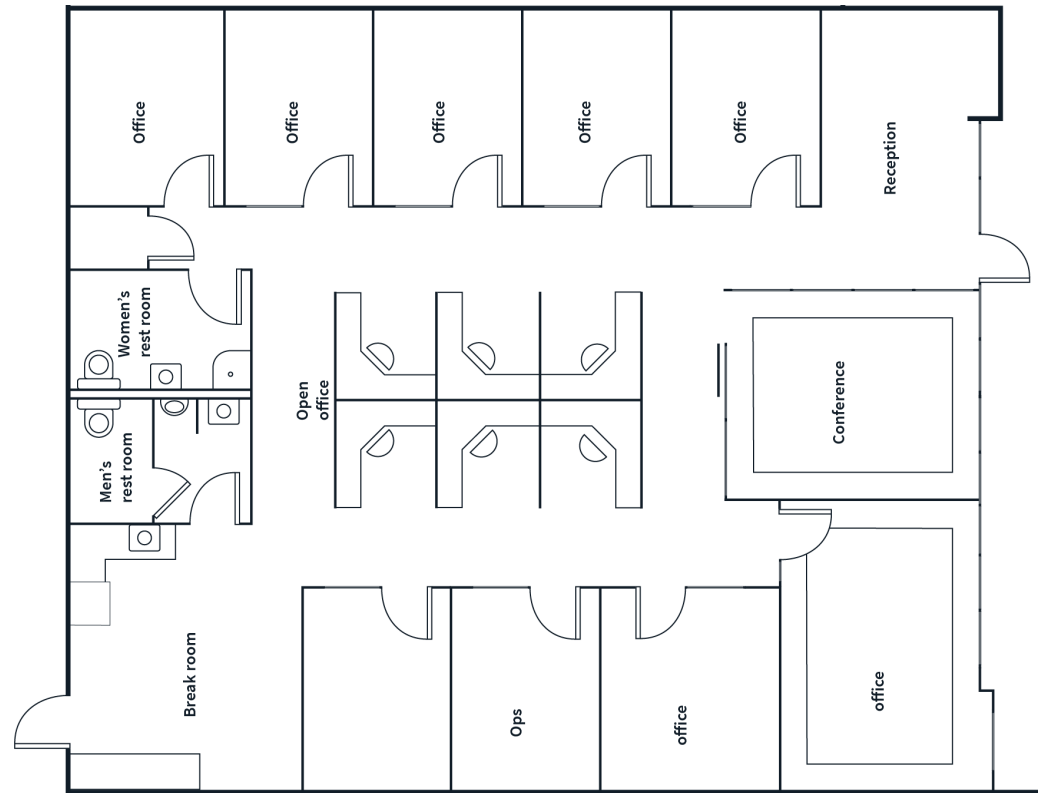 Office
Office
Office
Office
Office
Reception
Women's
rest room
Open
office
Conference
Men's
rest room
Break room
Ops
office
office